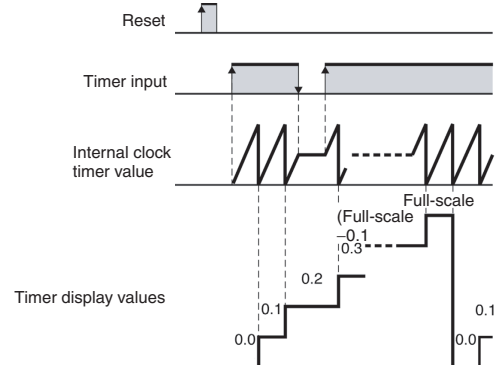 Reset
Timer input
Internal clock
timer value
Full-scale
(Full-scale
−0.1
0.3
0.2
Timer display values
0.1
0.1
0.0
0.0